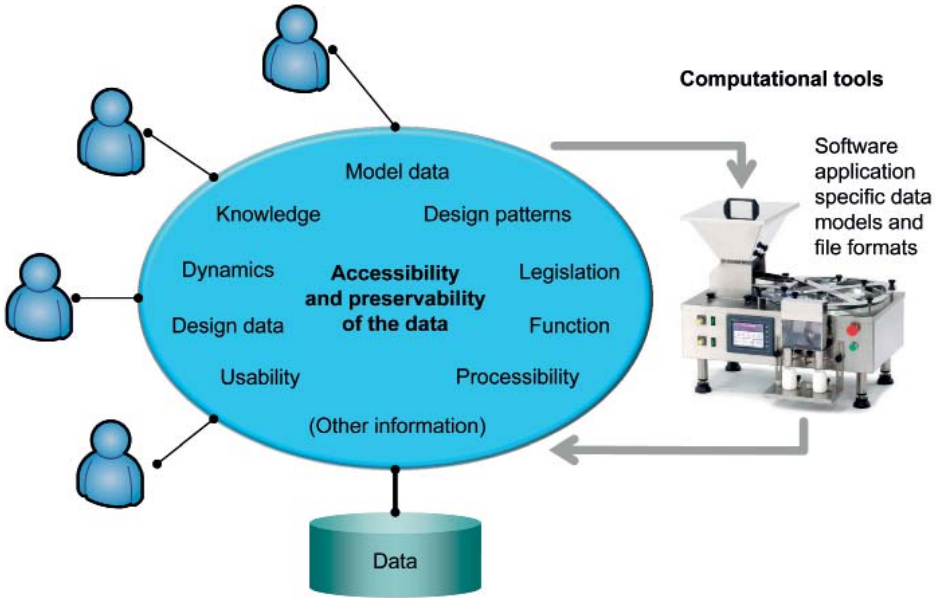 Computational tools
Software
application
specific data
models and
file formats
Model data
Knowledge
Design patterns
Dynamics
Accessibility
and preservability
of the data
Legislation
Design data
Function
Usability
Processibility
(Other information)
Data